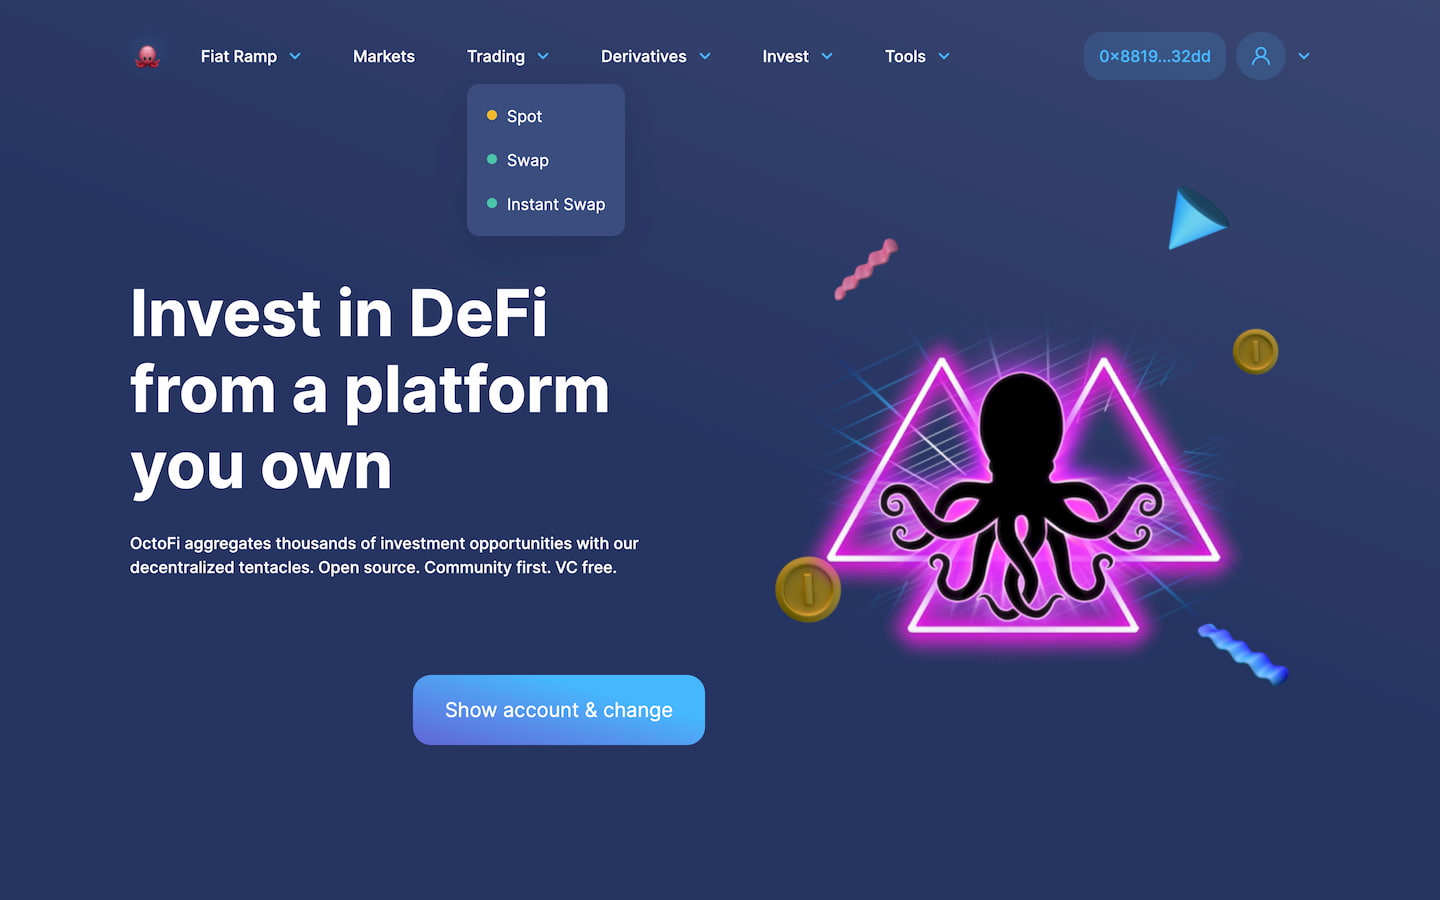 Fiat Ramp
Markets
Trading
Derivatives
Invest
Tools
0×8819...32dd
Spot
Swap
Instant Swap
Invest in DeFi
from a platform
you own
OctoFi aggregates thousands of investment opportunities with our
decentralized tentacles. Open source. Community first. VC free.
Show account & change